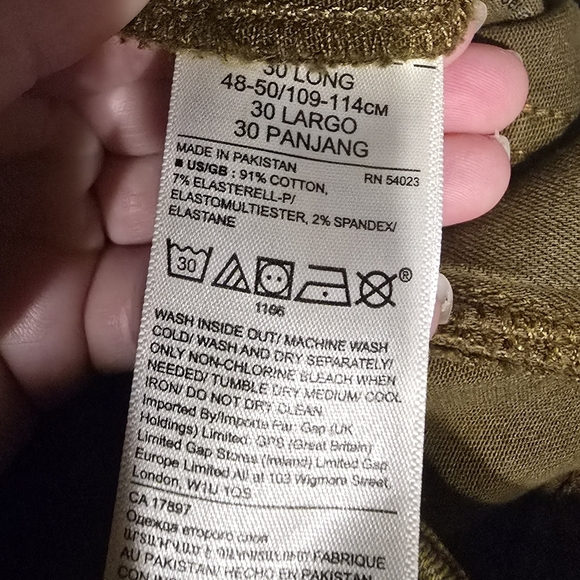 30 LONG
48-50/109-114CM
30 LARGO
30 PANJANG
MADE IN PAKISTAN
RN 54023
■ US/GB : 91% COTTON,
7% ELASTERELL-P/
ELASTOMULTIESTER, 2% SPANDEX/
ELASTANE
30
®
1166
WASH INSIDE OUT/ MACHINE WASH
COLD/ WASH AND DRY SEPARATELY/
ONLY NON-CHLORINE BLEACH WHEN
NEEDED/ TUMBLE DRY MEDIUM/ COOL
IRON/ DO NOT DRY CLEAN
Imported By/Importe Par: Gap (UK
Holdings) Limited. GPS (Great Britain)
Limited Gap Stores (Ireland) Limited Gap
Europe Limited All at 103 Wigmore Street,
London, W1U 1QS
CA 17897
Одежда второго слоя
FABRIQUE
AU PAKISTAN/ HECHO EN PAKISTAN/